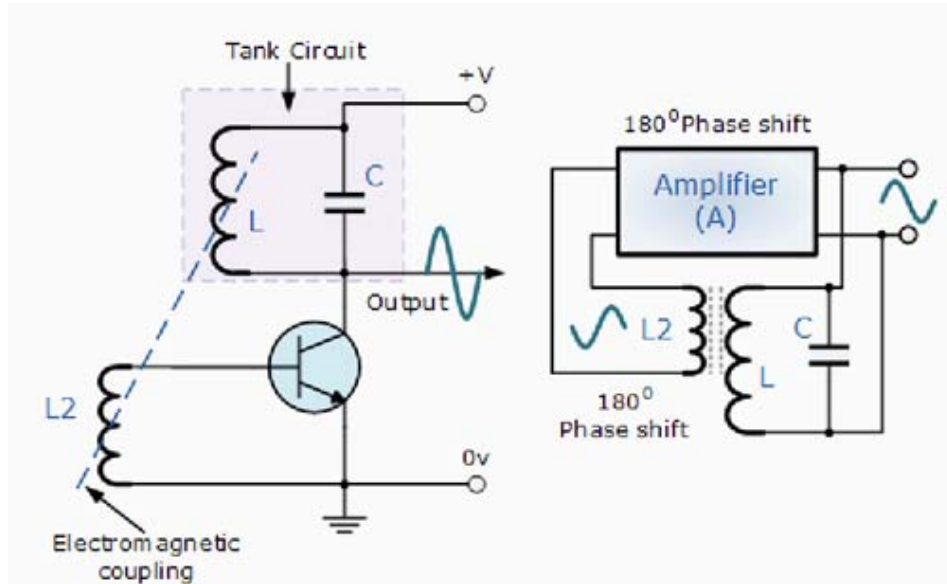 Tank Circuit
+V
C
L
Output
L2
0v
Electromagnetic
coupling
180⁰Phase shift
Amplifier
(A)
L2
C
L
180⁰
Phase shift